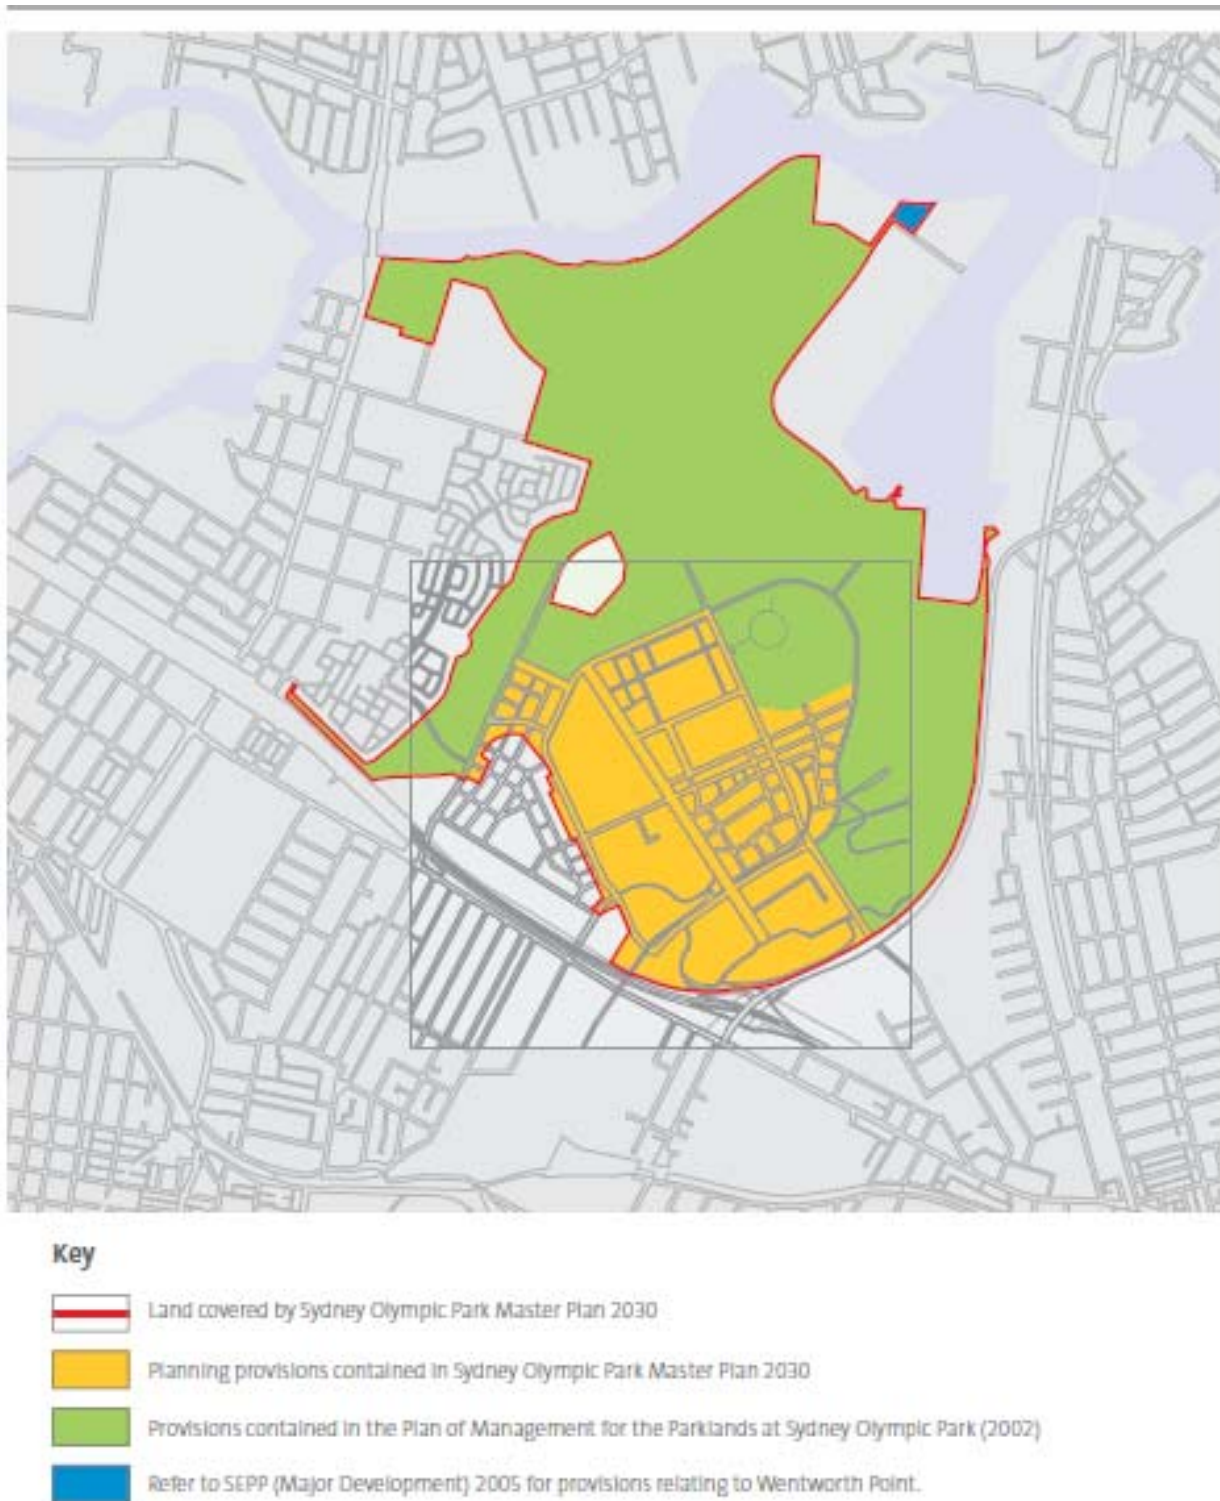 Key
Land covered by Sydney Olympic Park Master Plan 2030
Planning provisions contained in Sydney Olympic Park Master Plan 2030
Provisions contained in the Plan of Management for the Parklands at Sydney Olympic Park (2002)
Refer to SEPP (Major Development) 2005 for provisions relating to Wentworth Point.